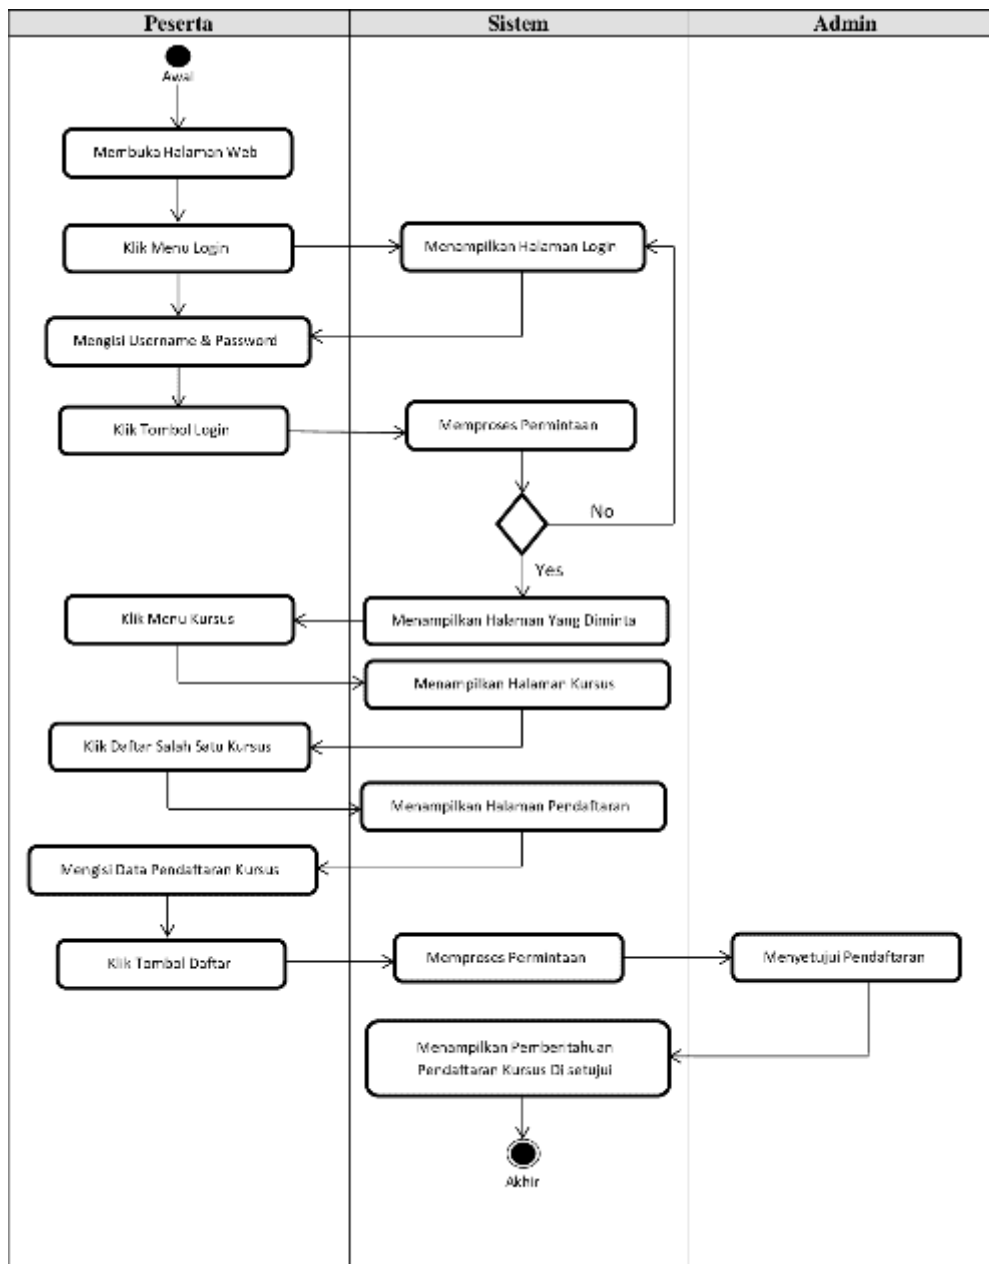 Peserta
Sistem
Admin
Awal
Membuka Halaman Web
Klik Menu Login
Menampilkan Halaman Login
Mengisi Username & Password
Klik Tombol Login
Memproses Permintaan
No
Yes
Klik Menu Kursus
Menampilkan Halaman Yang Diminta
Menampilkan Halaman Kursus
Klik Daftar Salah Satu Kursus
Menampilkan Halaman Pendaftaran
Mengisi Data Pendaftaran Kursus
Klik Tombol Daftar
Memproses Permintaan
Menyetujui Pendaftaran
Menampilkan Pemberitahuan
Pendaftaran Kursus Di setujui
Akhir